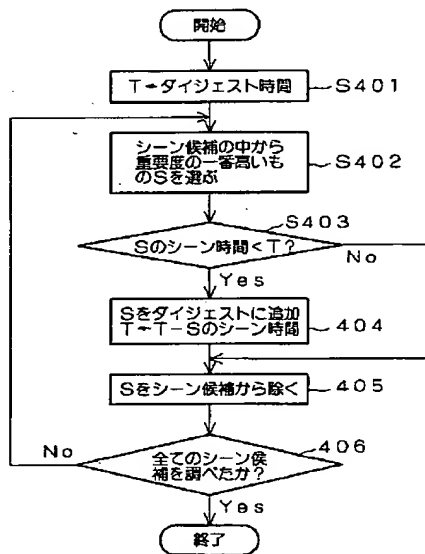 開始
T←ダイジェスト時間
S401
シーン候補の中から
重要度の一番高いも
のSを選ぶ
S402
S403
Sのシーン時間<T?
No
Yes
Sをダイジェストに追加
T←T-Sのシーン時間
404
Sをシーン候補から除く
405
406
No
全てのシーン候
補を調べたか?
Yes
終了